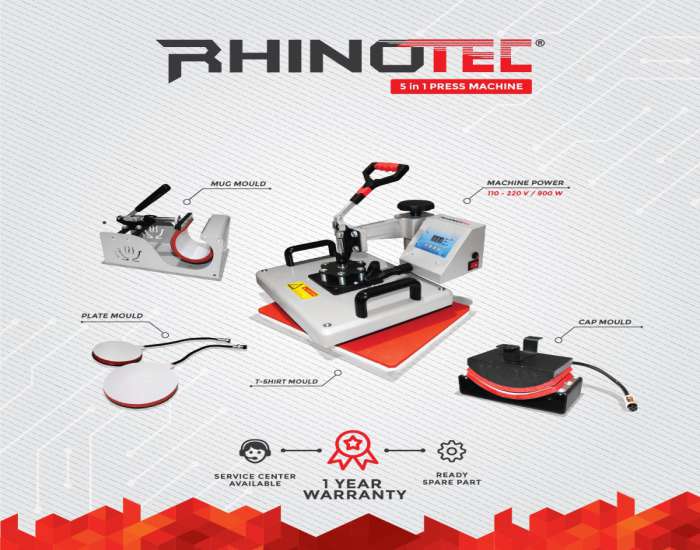 RHINOTEC®
5 in 1 PRESS MACHINE
MUG MOULD
MACHINE POWER
110 - 220 V / 900 W
PLATE MOULD
CAP MOULD
T-SHIRT MOULD
SERVICE CENTER
AVAILABLE
1 YEAR
WARRANTY
READY
SPARE PART